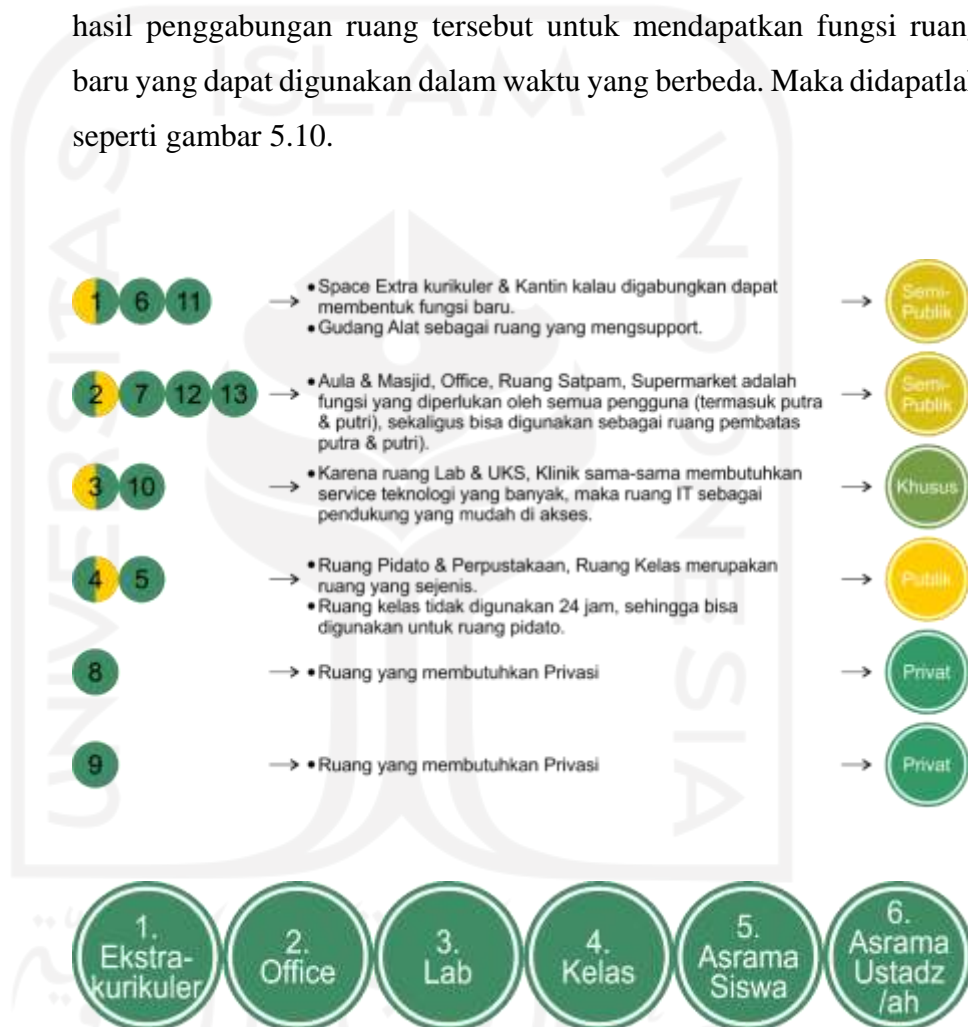 hasil penggabungan ruang tersebut untuk mendapatkan fungsi ruang
baru yang dapat digunakan dalam waktu yang berbeda. Maka didapatla
seperti gambar 5.10.
1 6 11 → • Space Extra kurikuler & Kantin kalau digabungkan dapat
membentuk fungsi baru.
• Gudang Alat sebagai ruang yang mengsupport.
→ Semi-
Publik
2 7 12 13 → • Aula & Masjid, Office, Ruang Satpam, Supermarket adalah
fungsi yang diperlukan oleh semua pengguna (termasuk putra
& putri), sekaligus bisa digunakan sebagai ruang pembatas
putra & putri).
→ Semi-
Publik
3 10 → • Karena ruang Lab & UKS, Klinik sama-sama membutuhkan
service teknologi yang banyak, maka ruang IT sebagai
pendukung yang mudah di akses.
→ Khusus
4 5 → • Ruang Pidato & Perpustakaan, Ruang Kelas merupakan
ruang yang sejenis.
• Ruang kelas tidak digunakan 24 jam, sehingga bisa
digunakan untuk ruang pidato.
→ Publik
8 → • Ruang yang membutuhkan Privasi → Privat
9 → • Ruang yang membutuhkan Privasi → Privat
1.
Ekstra-
kurikuler
2.
Office
3.
Lab
4.
Kelas
5.
Asrama
Siswa
6.
Asrama
Ustadz
/ah
UNIVERSITAS
ISLAM
INDONESIA